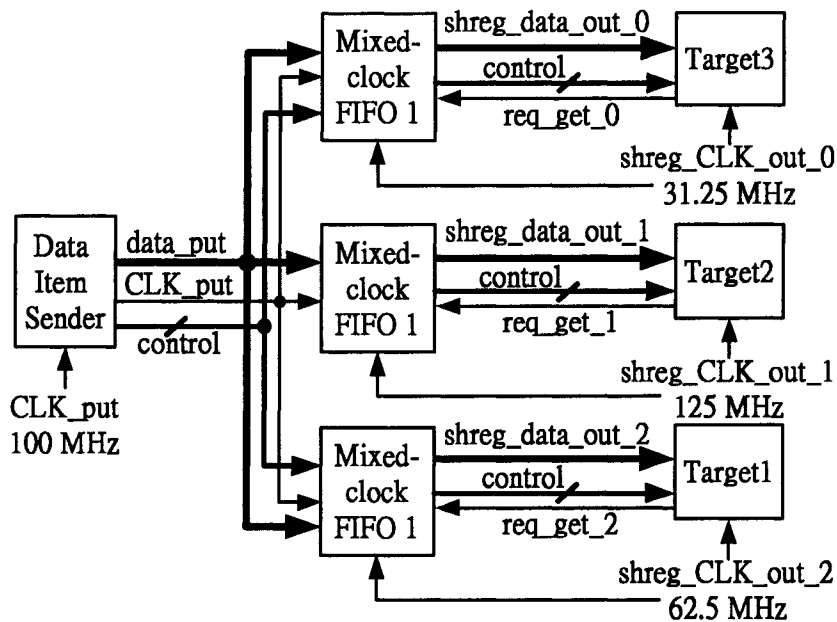 shreg_data_out_0
Mixed-
clock
FIFO 1
control
req_get_0
Target3
shreg_CLK_out_0
31.25 MHz
Data
Item
Sender
data_put
CLK_put
control
CLK_put
100 MHz
shreg_data_out_1
Mixed-
clock
FIFO 1
control
req_get_1
Target2
shreg_CLK_out_1
125 MHz
shreg_data_out_2
Mixed-
clock
FIFO 1
control
req_get_2
Target1
shreg_CLK_out_2
62.5 MHz